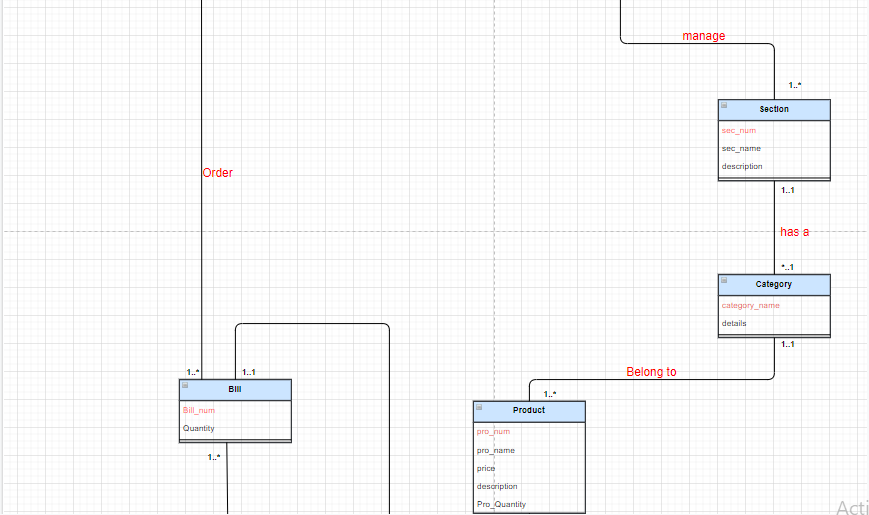 manage
1..*
Section
sec_num
sec_name
description
1..1
has a
*..1
Category
category_name
details
1..1
Order
1..*
1..1
Bill
Bill_num
Quantity
1..*
Belong to
1..*
Product
pro_num
pro_name
price
description
Pro_Quantity
Acti